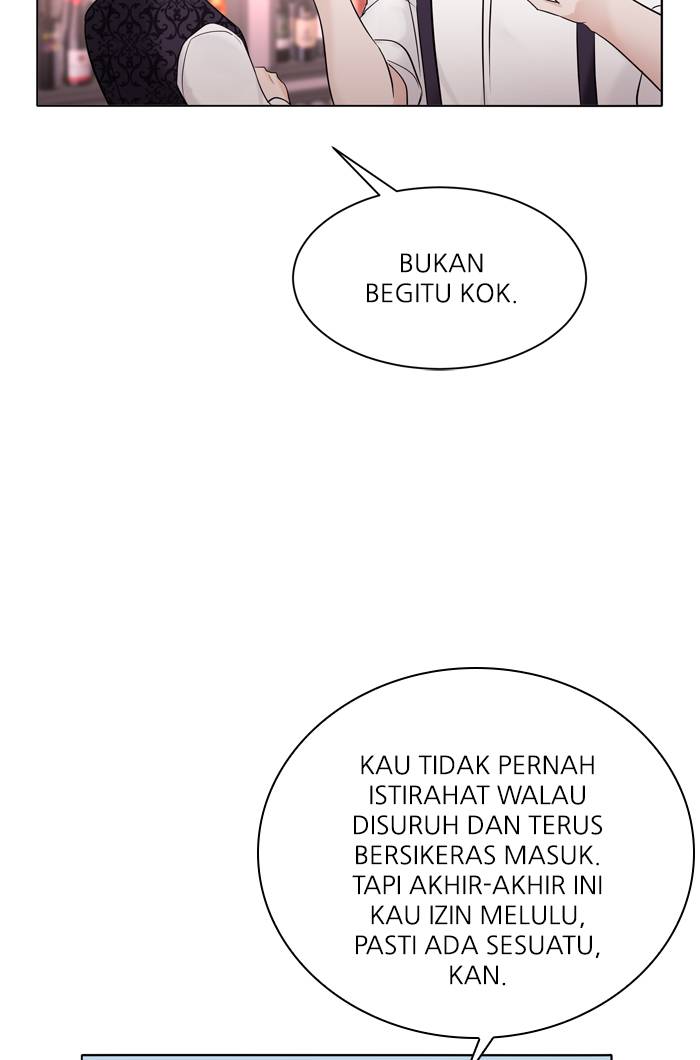 BUKAN
BEGITU KOK.
KAU TIDAK PERNAH
ISTIRAHAT WALAU
DISURUH DAN TERUS
BERSIKERAS MASUK.
TAPI AKHIR-AKHIR INI
KAU IZIN MELULU,
PASTI ADA SESUATU,
KAN.